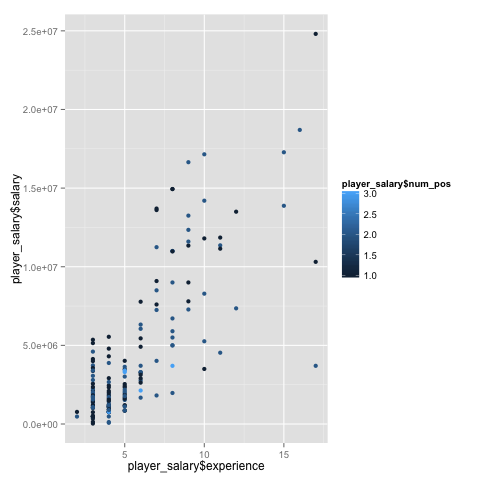 2.5e+07
2.0e+07
1.5e+07
1.0e+07
5.0e+06
0.0e+00
player_salary$salary
5
10
15
player_salary$experience
player_salary$num_pos
3.0
2.5
2.0
1.5
1.0